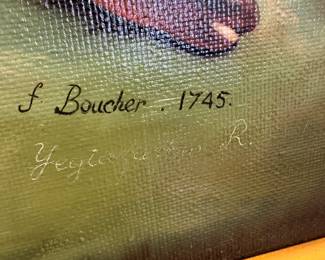 f Boucher . 1745.
R.